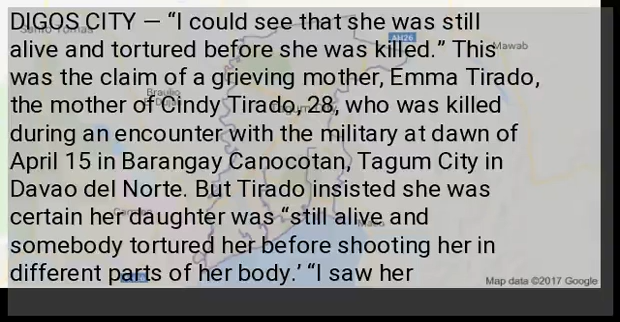 DIGOS CITY — “I could see that she was still
alive and tortured before she was killed.” This
was the claim of a grieving mother, Emma Tirado,
the mother of Cindy Tirado, 28, who was killed
during an encounter with the military at dawn of
April 15 in Barangay Canocotan, Tagum City in
Davao del Norte. But Tirado insisted she was
certain her daughter was “still alive and
somebody tortured her before shooting her in
different parts of her body.’ “I saw her
AH26
Mawab
Braulio
Map data ©2017 Google